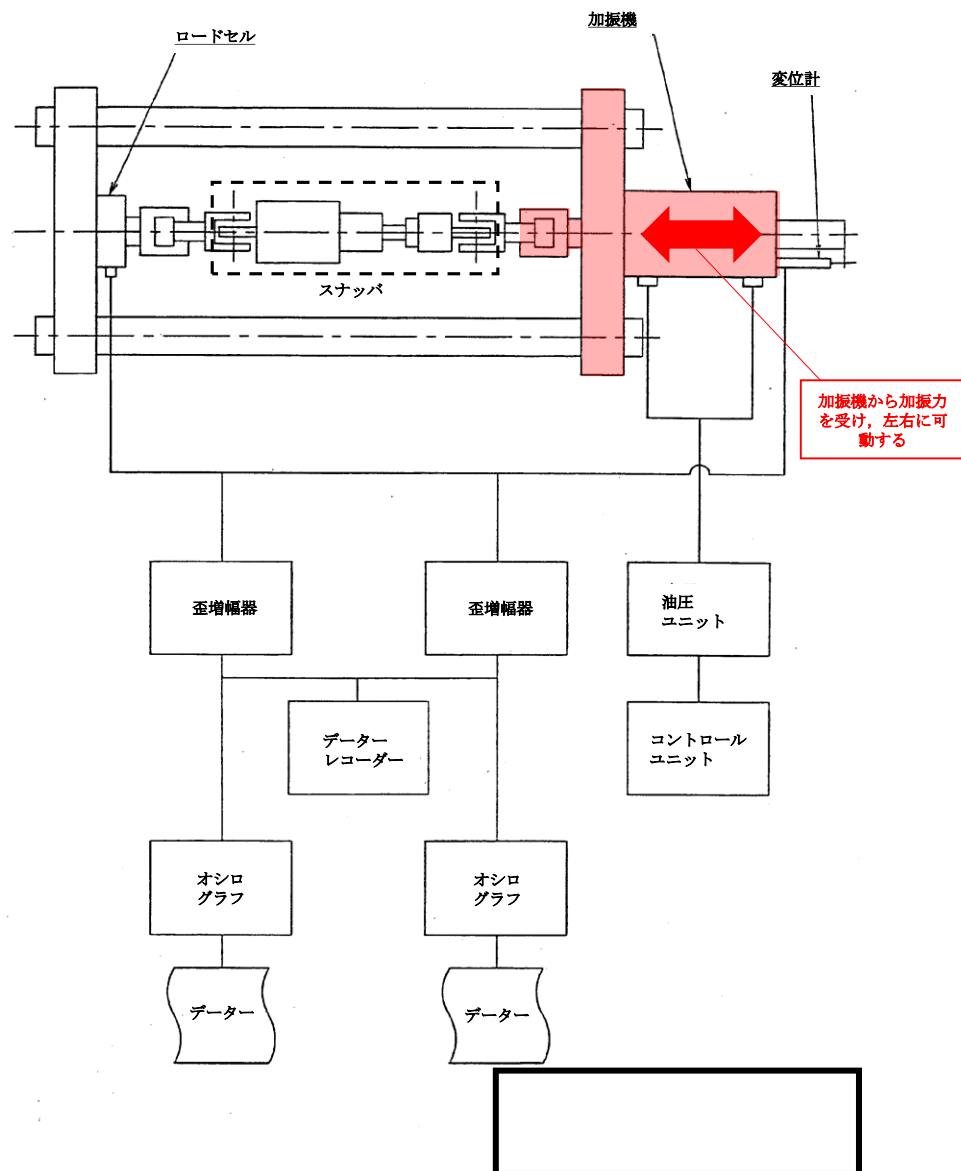 ロードセル
加振機
変位計
スナッバ
加振機から加振力
を受け，左右に可
動する
歪増幅器
歪増幅器
油圧
ユニット
データー
レコーダー
コントロール
ユニット
オシロ
グラフ
オシロ
グラフ
データー
データー